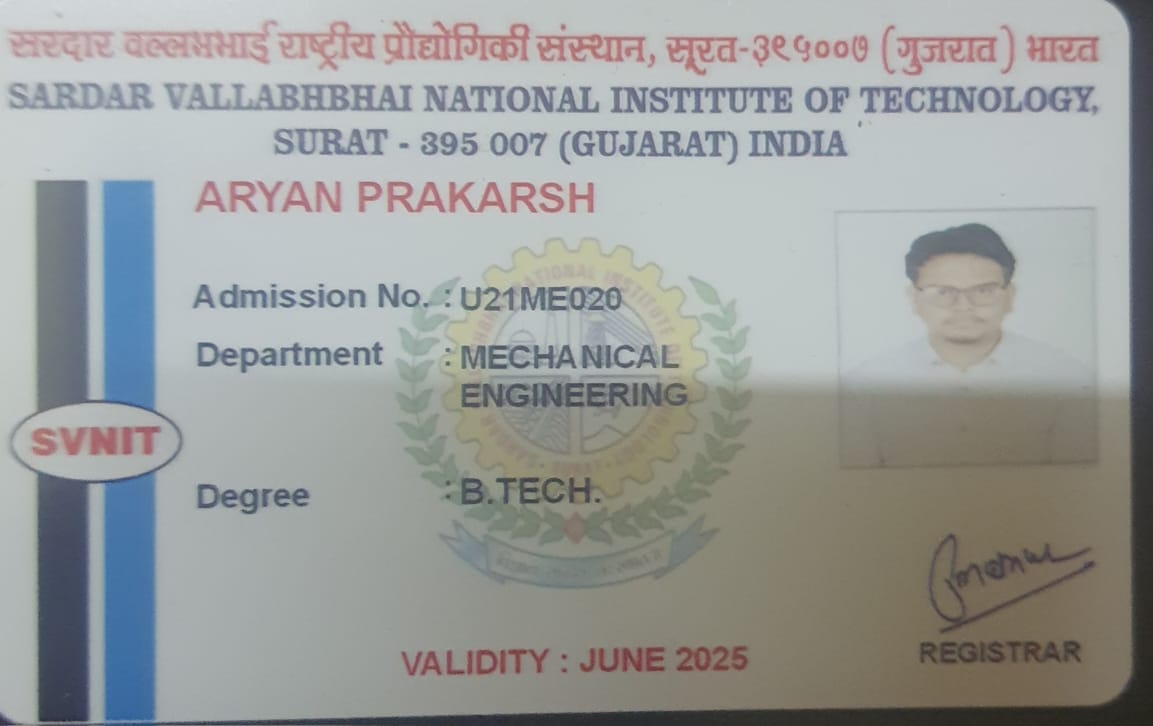 सरदार वल्लभभाई राष्ट्रीय प्रौद्योगिकी संस्थान, सूरत-३९५००७ (गुजरात) भारत
SARDAR VALLABHBHAI NATIONAL INSTITUTE OF TECHNOLOGY,
SURAT - 395 007 (GUJARAT) INDIA
ARYAN PRAKARSH
Admission No. : U21ME020
Department : MECHANICAL
ENGINEERING
SVNIT
Degree : B.TECH.
VALIDITY : JUNE 2025
REGISTRAR